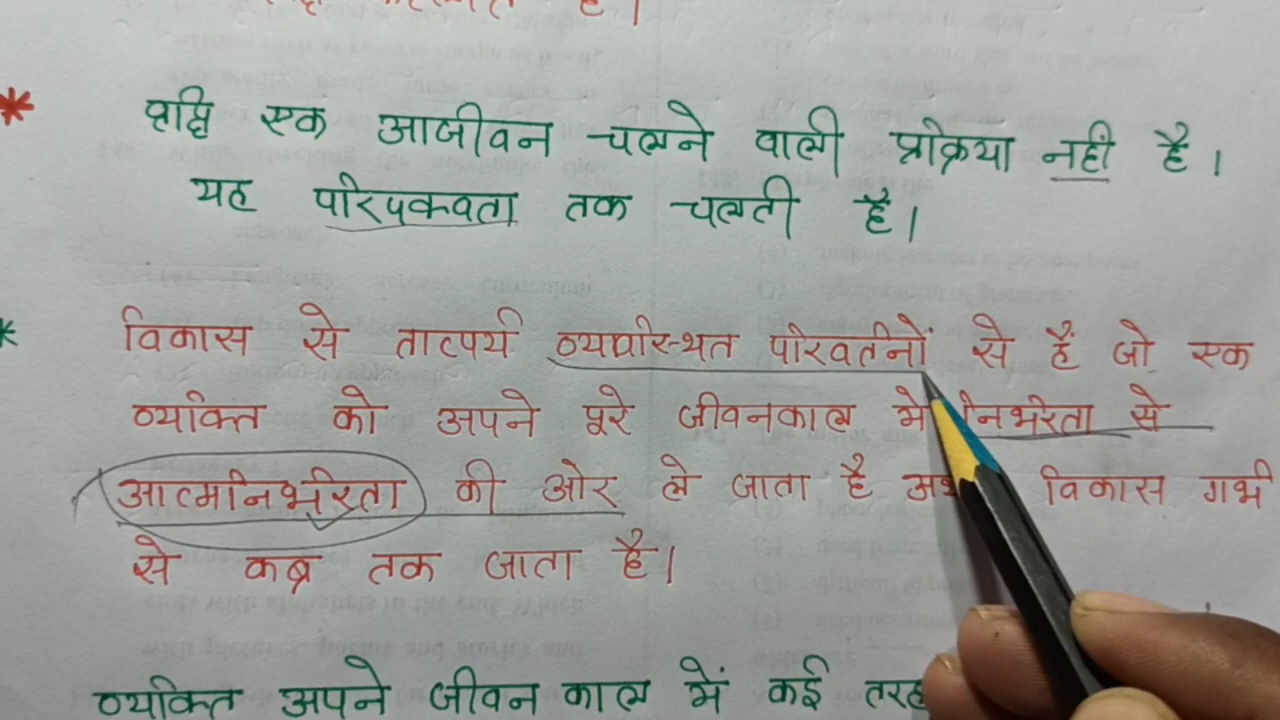 वृद्धि एक आजीवन चलने वाली प्रक्रिया नहीं है।
यह परिपक्वता तक चलती है।
विकास से तात्पर्य व्यवस्थित परिवर्तनों से हैं जो एक
व्यक्ति को अपने पूरे जीवनकाल में निर्भरता से
आत्मनिर्भरता की ओर ले जाता है विकास गर्भ
से कब्र तक जाता है।
व्यक्ति अपने जीवन काल में कई तरह